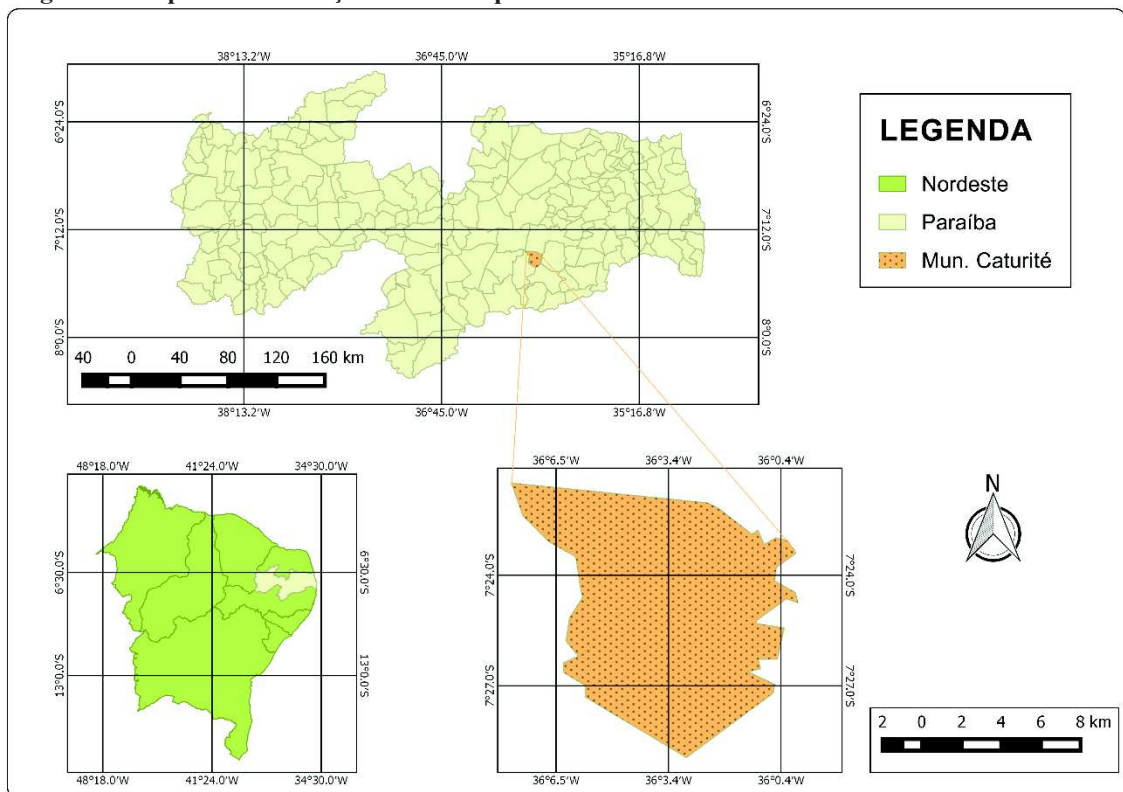 38°13.2'W 36°45.0'W 35°16.8'W
6°24.0'S 6°24.0'S
7°12.0'S 7°12.0'S
8°0.0'S 8°0.0'S
40 0 40 80 120 160 km
38°13.2'W 36°45.0'W 35°16.8'W
LEGENDA
Nordeste
Paraíba
Mun. Caturité
48°18.0'W 41°24.0'W 34°30.0'W
6°30.0'S 6°30.0'S
13°0.0'S 13°0.0'S
48°18.0'W 41°24.0'W 34°30.0'W
36°6.5'W 36°3.4'W 36°0.4'W
7°24.0'S 7°24.0'S
7°27.0'S 7°27.0'S
36°6.5'W 36°3.4'W 36°0.4'W
N
2 0 2 4 6 8 km